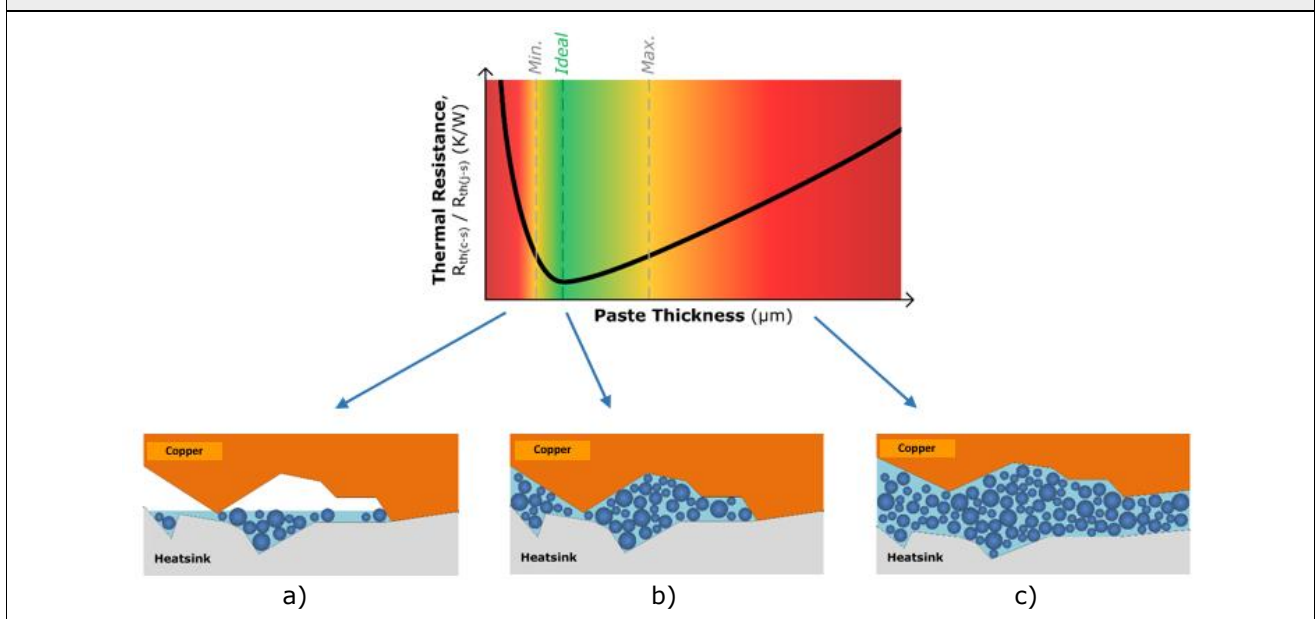 Min.
Ideal
Max.
Thermal Resistance,
Rth(c-s) / Rth(j-s) (K/W)
Paste Thickness (μm)
Copper
Heatsink
a)
Copper
Heatsink
b)
Copper
Heatsink
c)